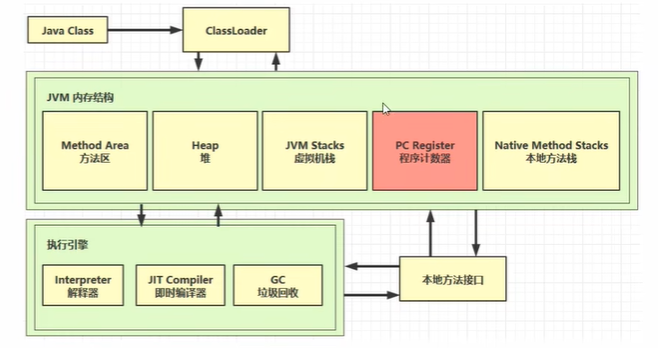 Java Class
ClassLoader
JVM 内存结构
Method Area
方法区
Heap
堆
JVM Stacks
虚拟机栈
PC Register
程序计数器
Native Method Stacks
本地方法栈
执行引擎
Interpreter
解释器
JIT Compiler
即时编译器
GC
垃圾回收
本地方法接口